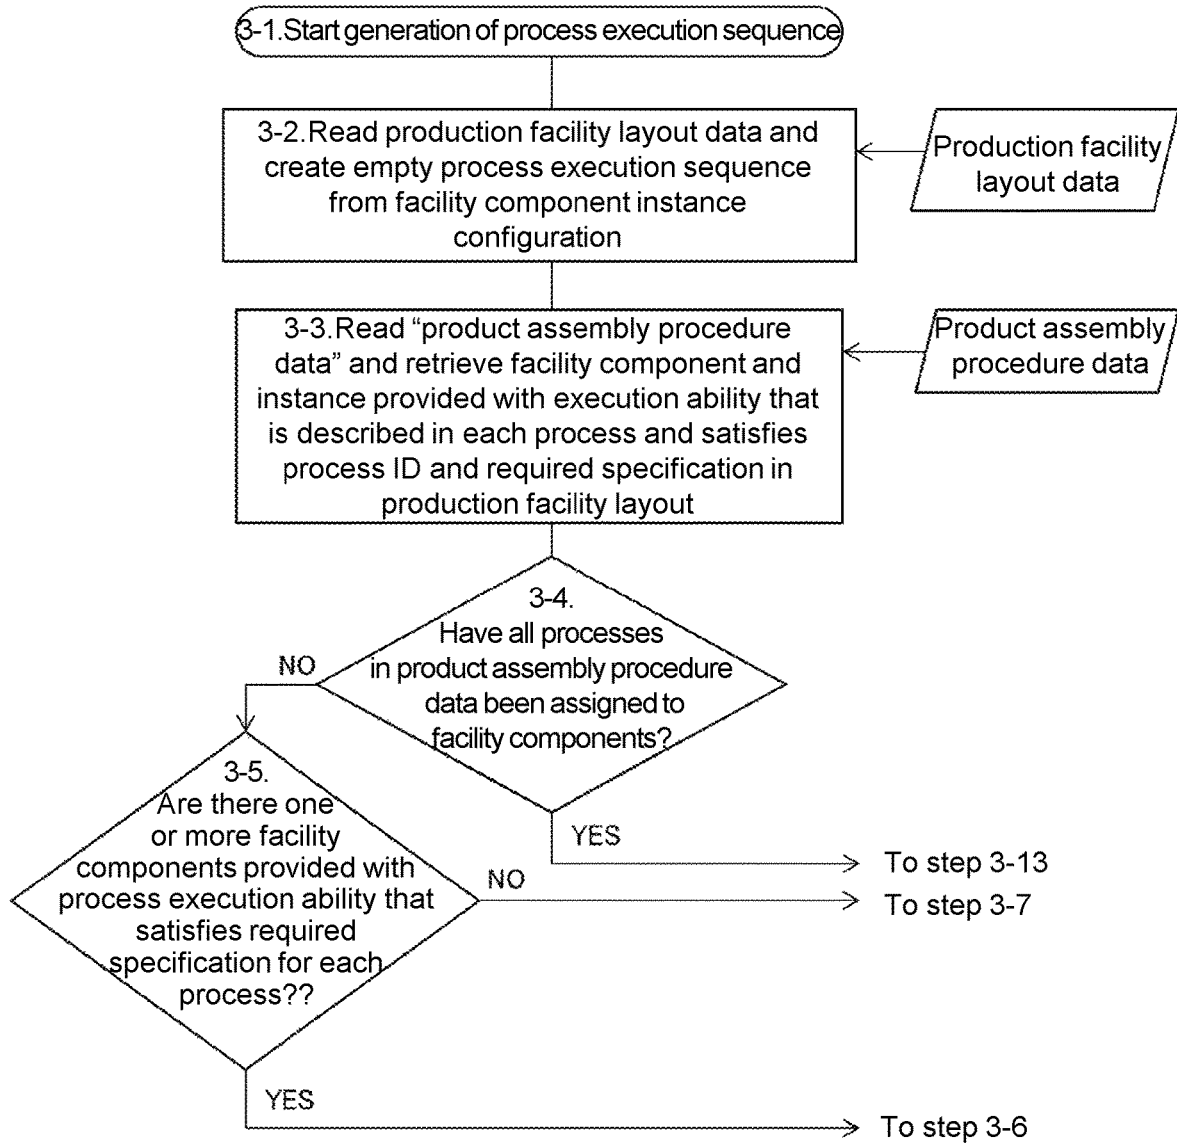 3-1.Start generation of process execution sequence
3-2.Read production facility layout data and
create empty process execution sequence
from facility component instance
configuration
Production facility
layout data
3-3.Read “product assembly procedure
data” and retrieve facility component and
instance provided with execution ability that
is described in each process and satisfies
process ID and required specification in
production facility layout
Product assembly
procedure data
3-4.
Have all processes
in product assembly procedure
data been assigned to
facility components?
NO
YES
To step 3-13
3-5.
Are there one
or more facility
components provided with
process execution ability that
satisfies required
specification for each
process??
NO
To step 3-7
YES
To step 3-6